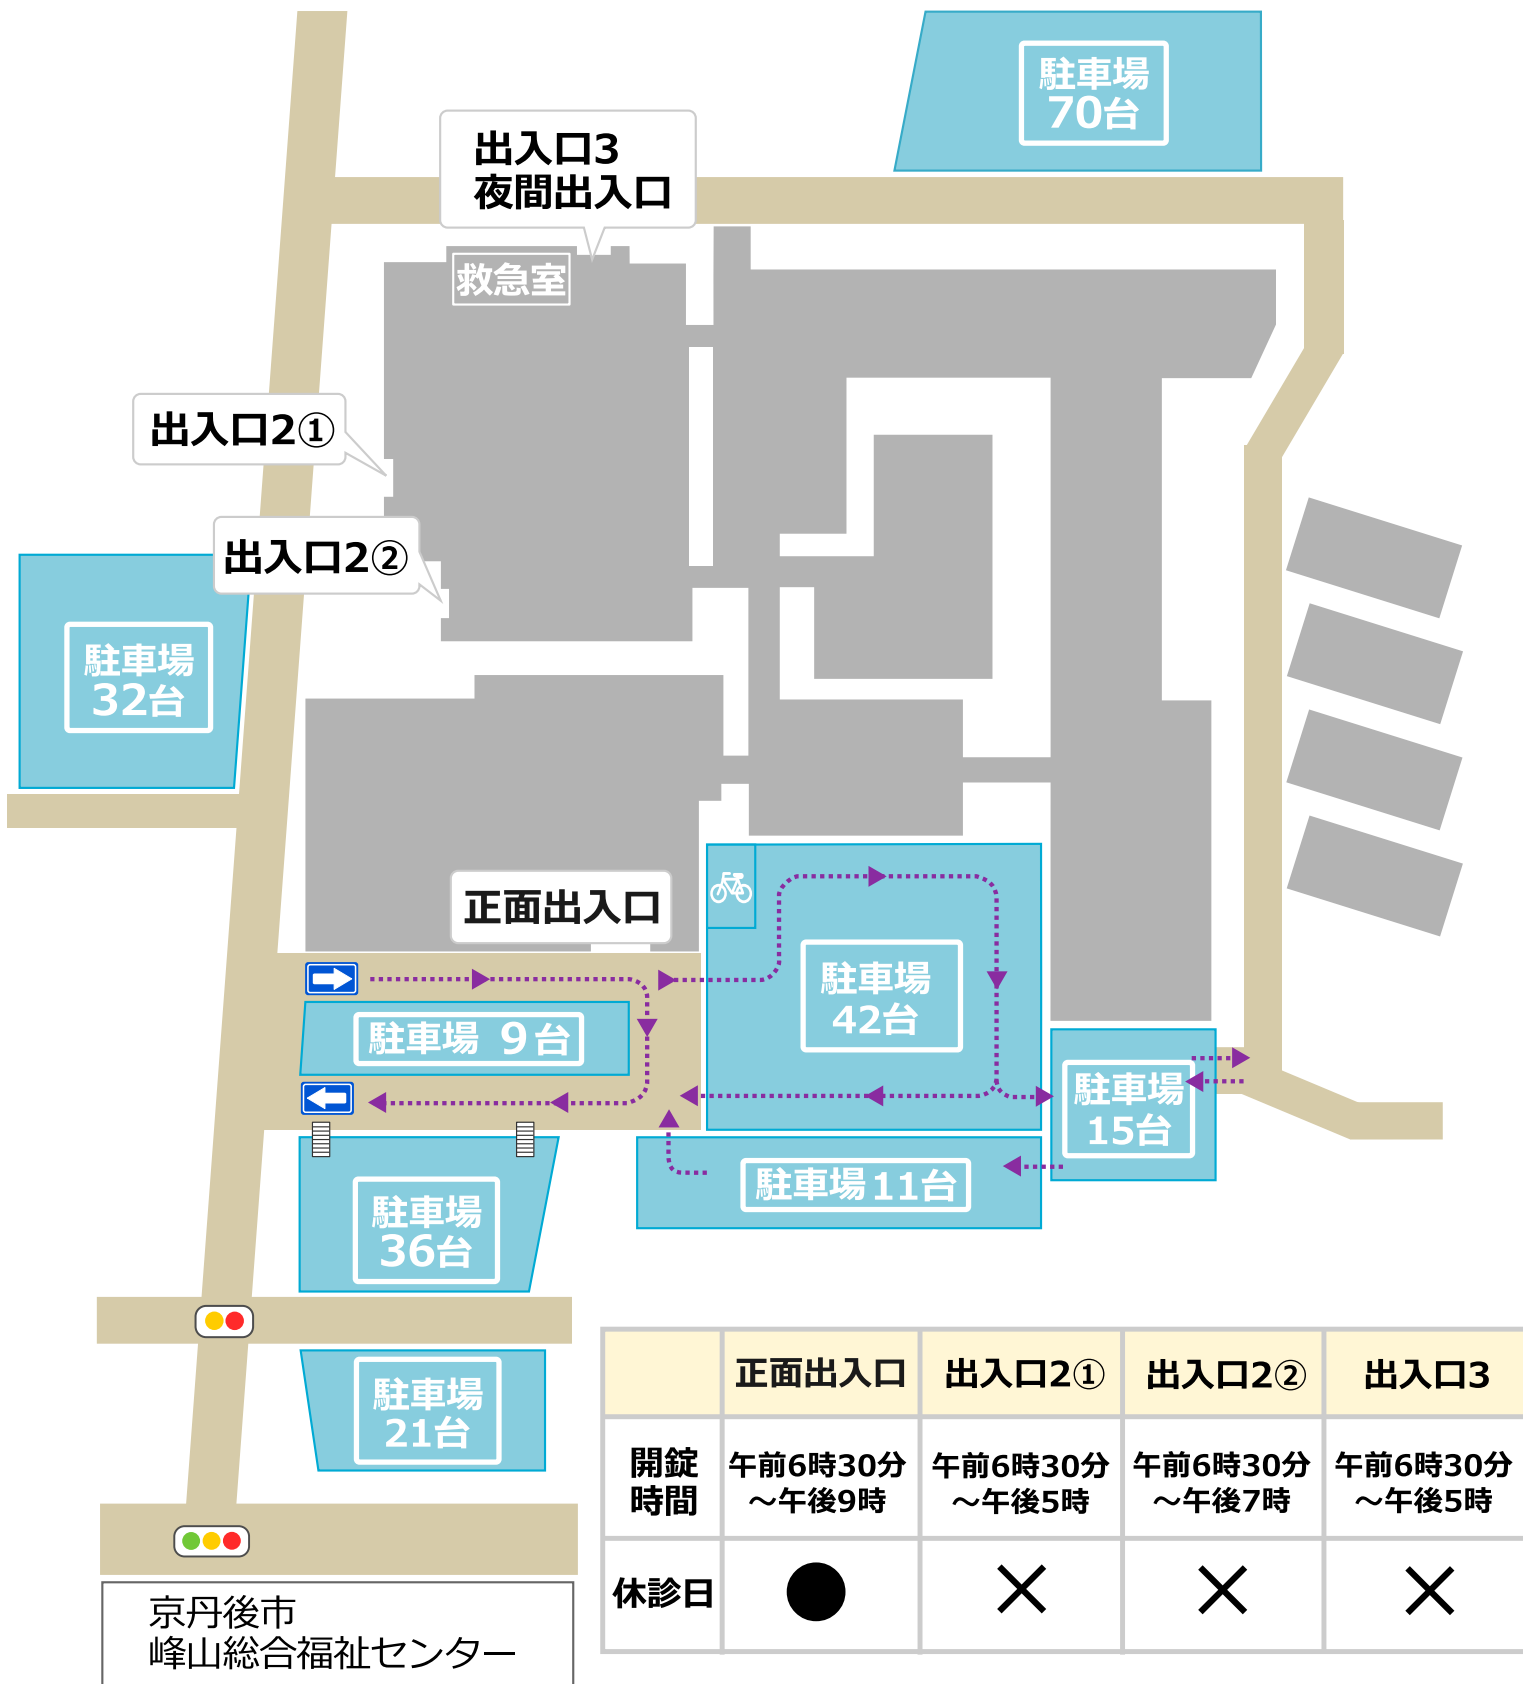 駐車場
70台
出入口3
夜間出入口
救急室
出入口2①
出入口2②
駐車場
32台
正面出入口
駐車場 9台
駐車場
42台
駐車場
15台
駐車場11台
駐車場
36台
駐車場
21台
正面出入口 出入口2① 出入口2② 出入口3
開錠
時間
午前6時30分
～午後9時
午前6時30分
～午後5時
午前6時30分
～午後7時
午前6時30分
～午後5時
休診日 ● × × ×
京丹後市
峰山総合福祉センター